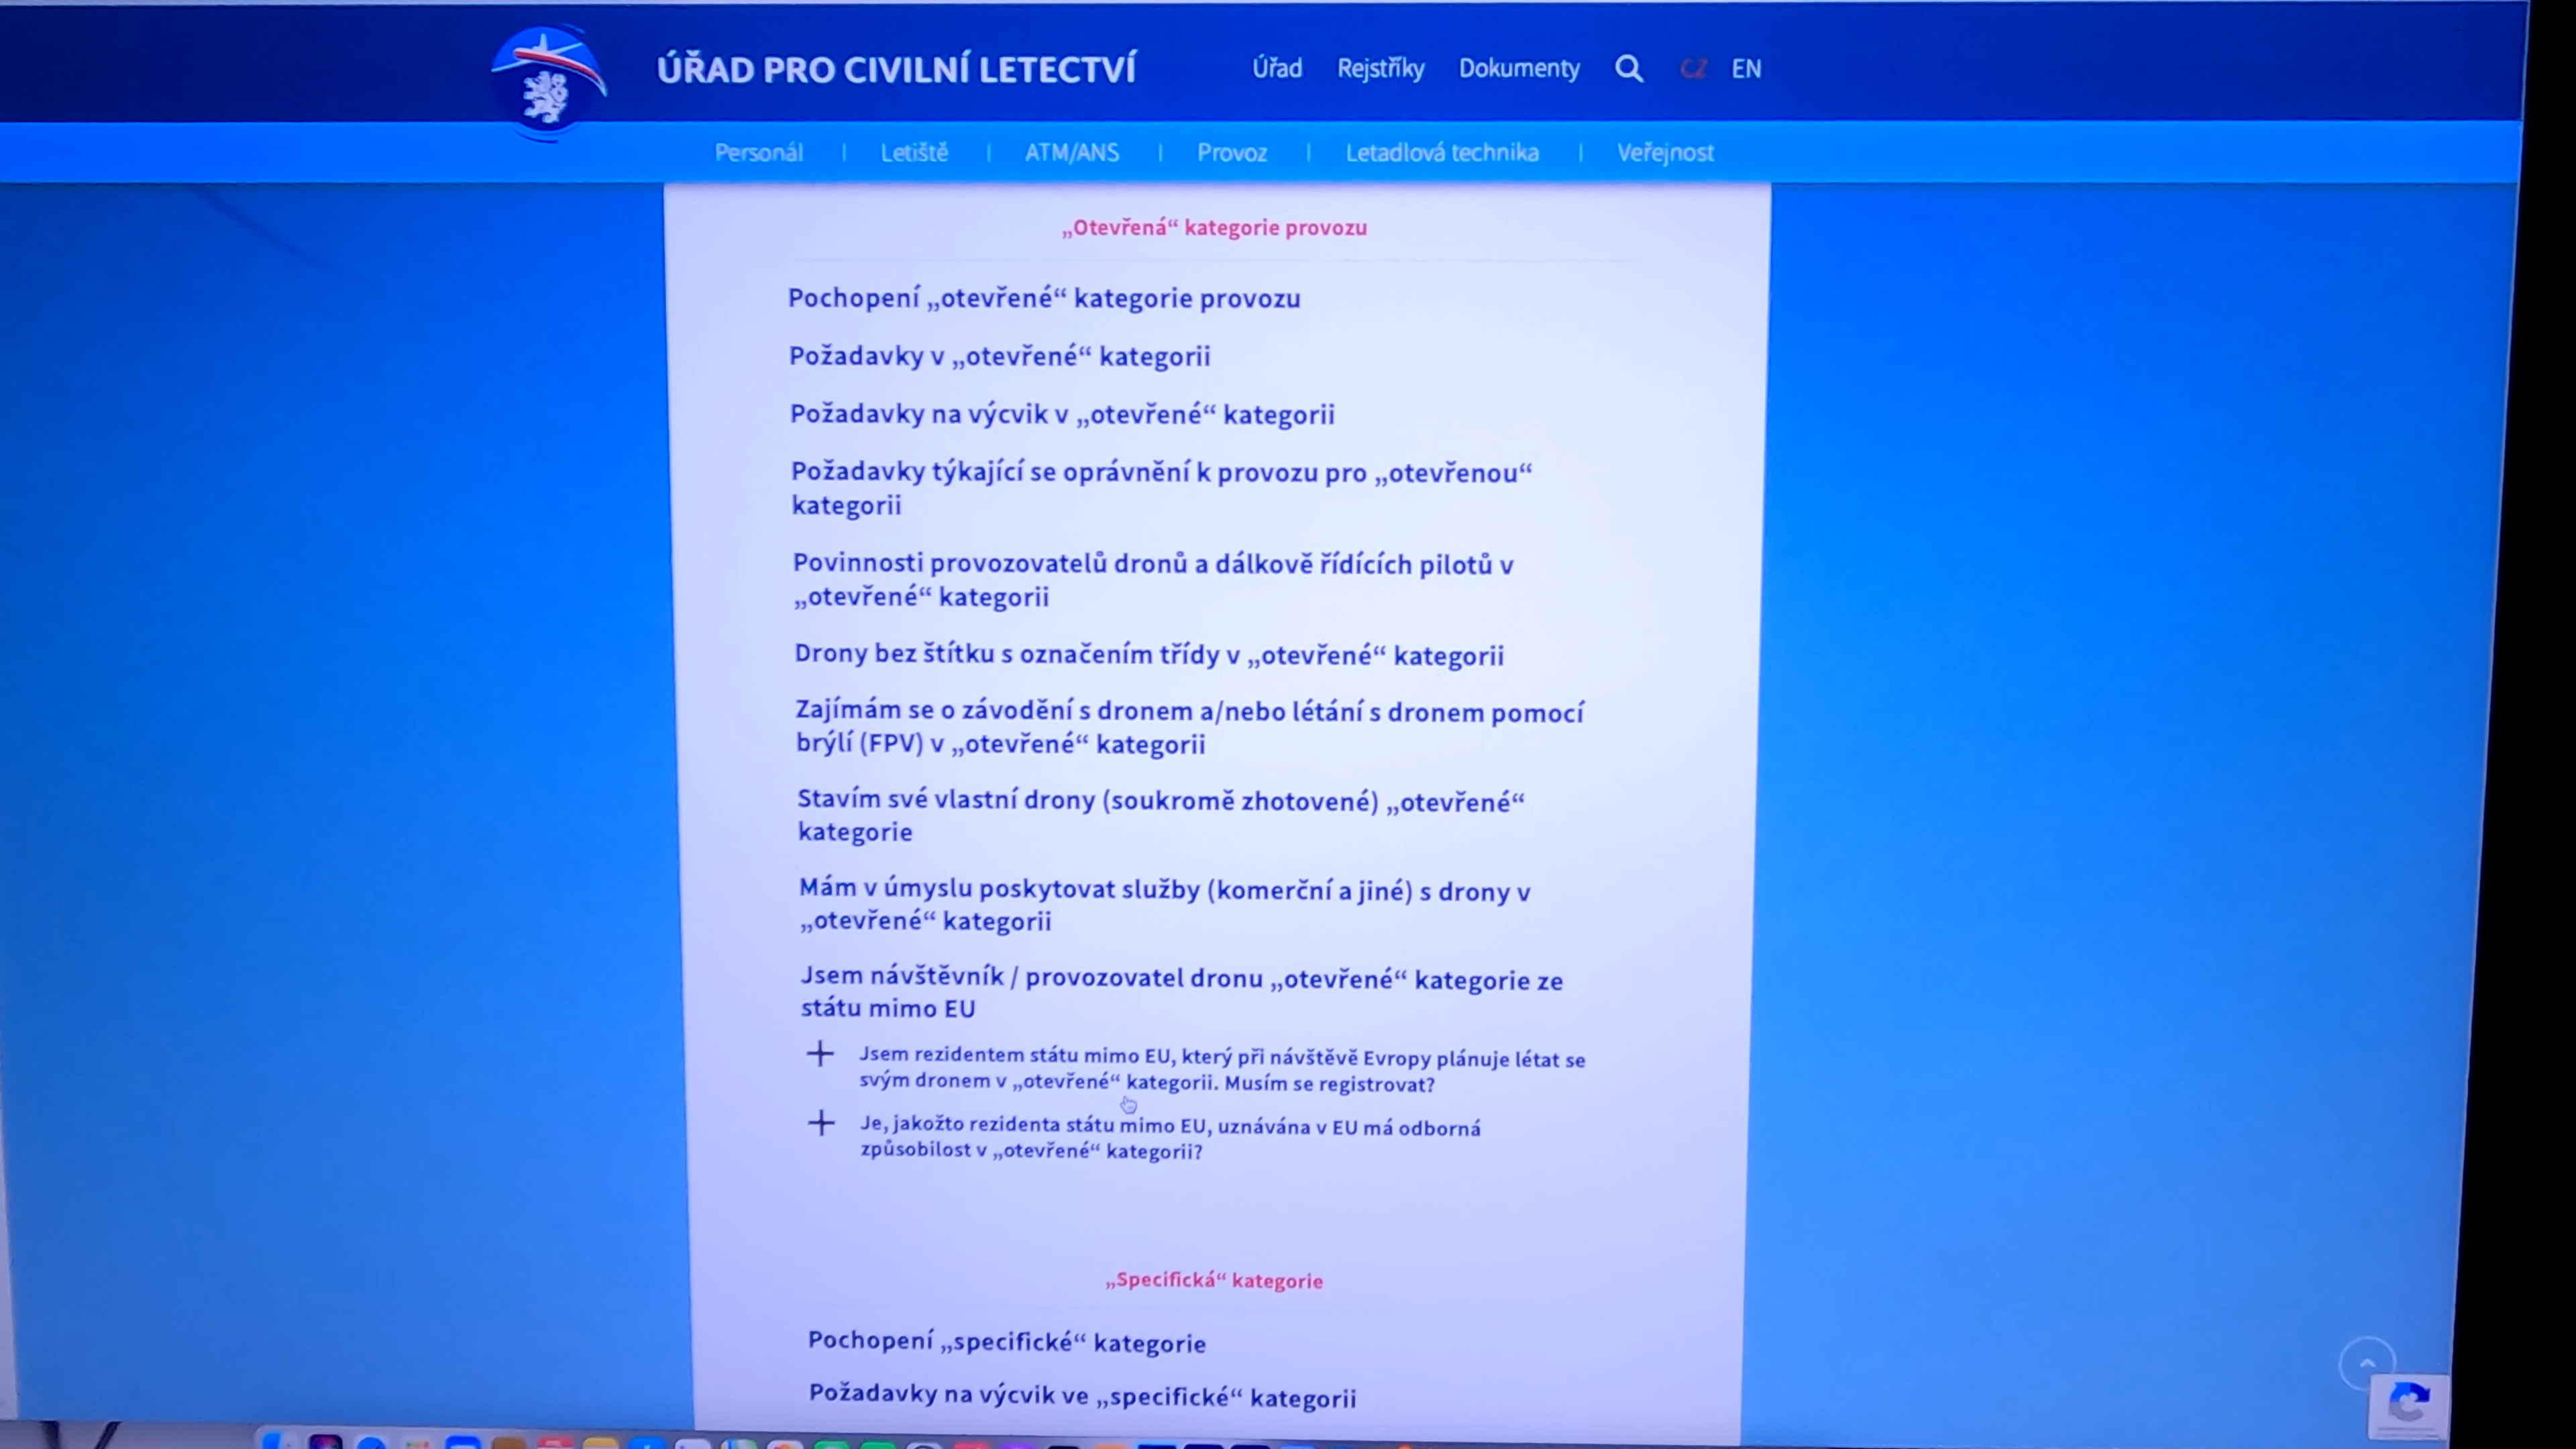 ÚŘAD PRO CIVILNÍ LETECTVÍ
Úřad
Rejstříky
Dokumenty
CZ
EN
Personál
Letiště
ATM/ANS
Provoz
Letadlová technika
Veřejnost
„Otevřená“ kategorie provozu
Pochopení „otevřené“ kategorie provozu
Požadavky v „otevřené“ kategorii
Požadavky na výcvik v „otevřené“ kategorii
Požadavky týkající se oprávnění k provozu pro „otevřenou“
kategorii
Povinnosti provozovatelů dronů a dálkově řídících pilotů v
„otevřené“ kategorii
Drony bez štítku s označením třídy v „otevřené“ kategorii
Zajímám se o závodění s dronem a/nebo létání s dronem pomocí
brýlí (FPV) v „otevřené“ kategorii
Stavím své vlastní drony (soukromě zhotovené) „otevřené“
kategorie
Mám v úmyslu poskytovat služby (komerční a jiné) s drony v
„otevřené“ kategorii
Jsem návštěvník / provozovatel dronu „otevřené“ kategorie ze
státu mimo EU
Jsem rezidentem státu mimo EU, který při návštěvě Evropy plánuje létat se
svým dronem v „otevřené“ kategorii. Musím se registrovat?
Je, jakožto rezidenta státu mimo EU, uznávána v EU má odborná
způsobilost v „otevřené“ kategorii?
„Specifická“ kategorie
Pochopení „specifické“ kategorie
Požadavky na výcvik ve „specifické“ kategorii